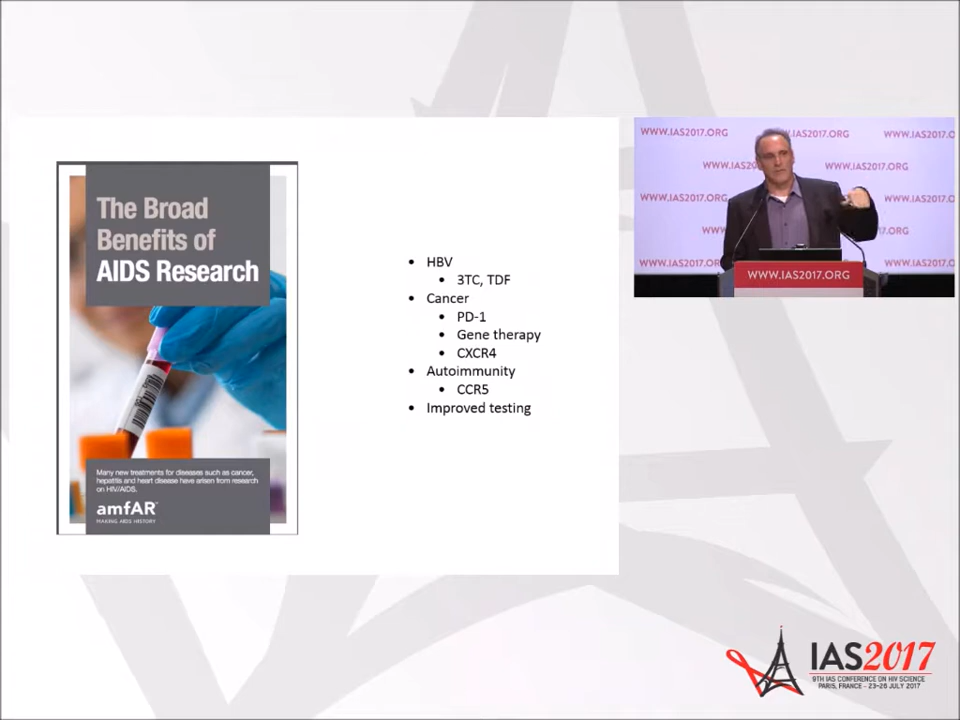 The Broad
Benefits of
AIDS Research
Many new treatments for diseases such as cancer,
hepatitis and heart disease have arisen from research
on HIV/AIDS.
amfAR™
MAKING AIDS HISTORY
• HBV
• 3TC, TDF
• Cancer
• PD-1
• Gene therapy
• CXCR4
• Autoimmunity
• CCR5
• Improved testing
WWW.IAS2017.ORG S2017.ORG WWW.IAS2017.ORG
WWW.IAS2017.ORG WWW.IAS2017.ORG
WWW.IAS2017.ORG WWW.IAS2017.ORG
WWW. 7.ORG
WWW.IAS2017.ORG WWW.IAS2017.ORG
WWW.IAS2017.ORG
IAS2017
9TH IAS CONFERENCE ON HIV SCIENCE
PARIS, FRANCE - 23-26 JULY 2017